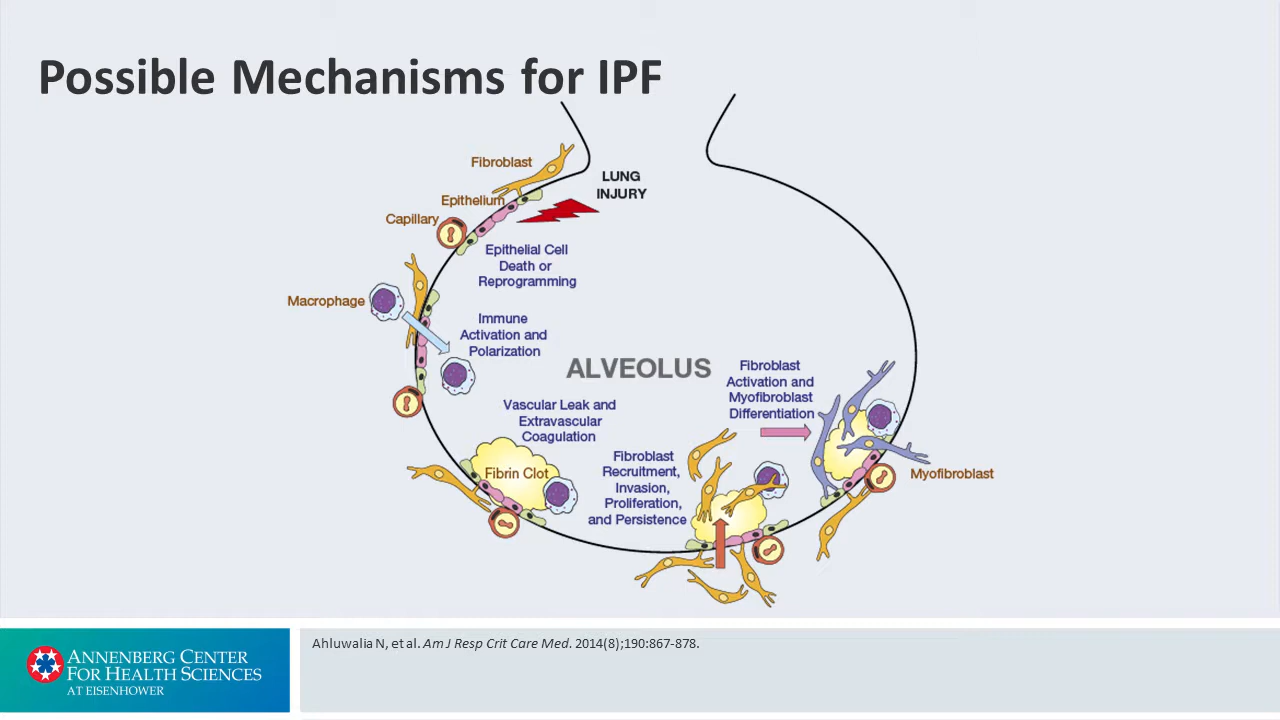 Possible Mechanisms for IPF
Fibroblast
LUNG
INJURY
Epithelium
Capillary
Epithelial Cell
Death or
Reprogramming
Macrophage
Immune
Activation and
Polarization
ALVEOLUS
Fibroblast
Activation and
Myofibroblast
Differentiation
Vascular Leak and
Extravascular
Coagulation
Fibrin Clot
Fibroblast
Recruitment,
Invasion,
Proliferation,
and Persistence
Myofibroblast
Ahluwalia N, et al. Am J Resp Crit Care Med. 2014(8);190:867-878.
ANNENBERG CENTER
FOR HEALTH SCIENCES
AT EISENHOWER